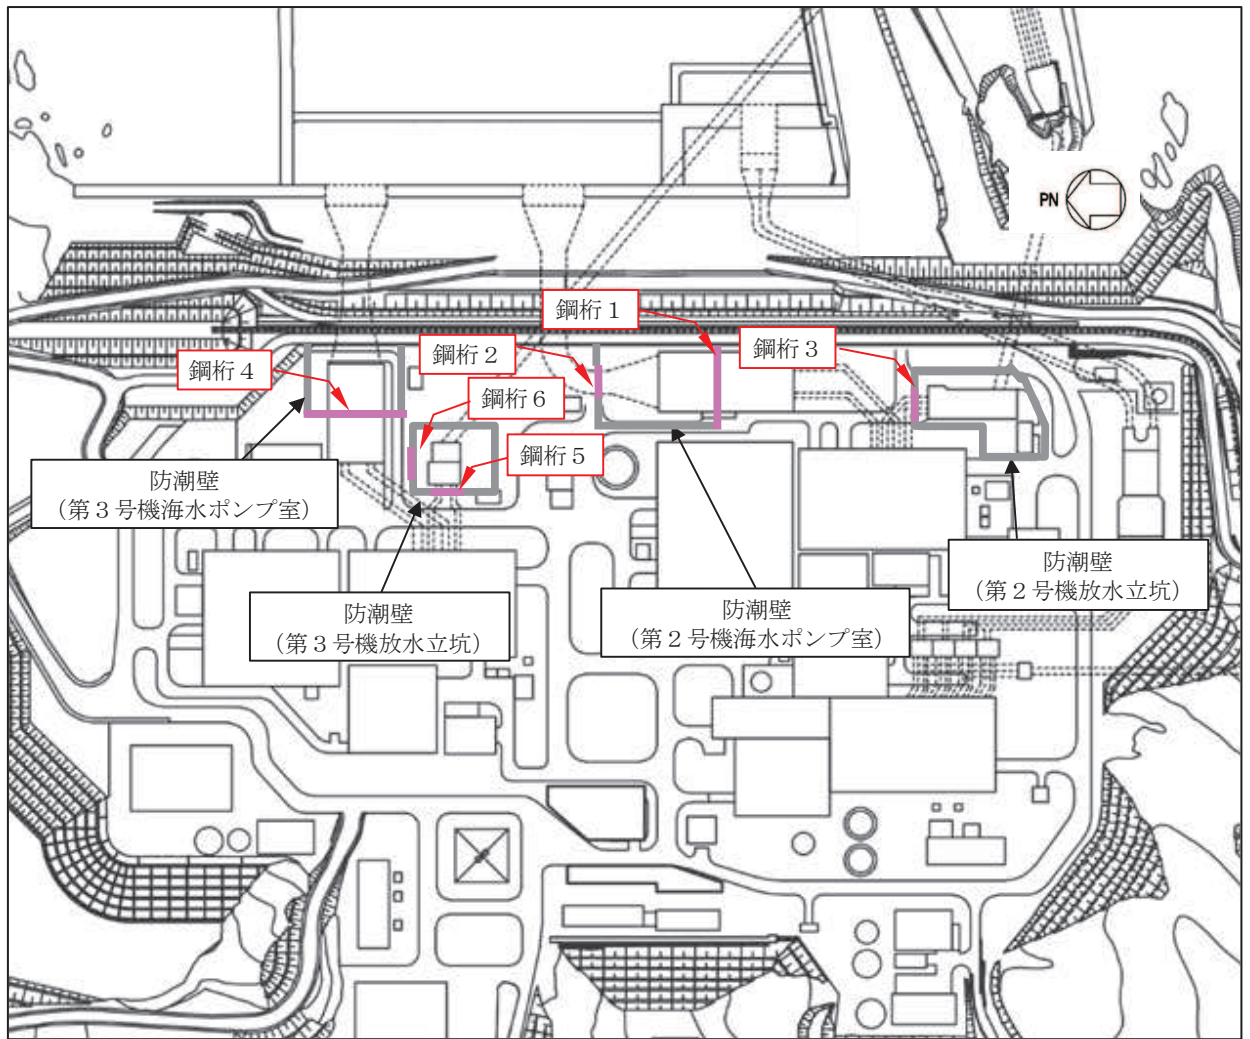 PN
鋼桁１
鋼桁２
鋼桁３
鋼桁４
鋼桁６
鋼桁５
防潮壁
（第３号機海水ポンプ室）
防潮壁
（第２号機放水立坑）
防潮壁
（第３号機放水立坑）
防潮壁
（第２号機海水ポンプ室）